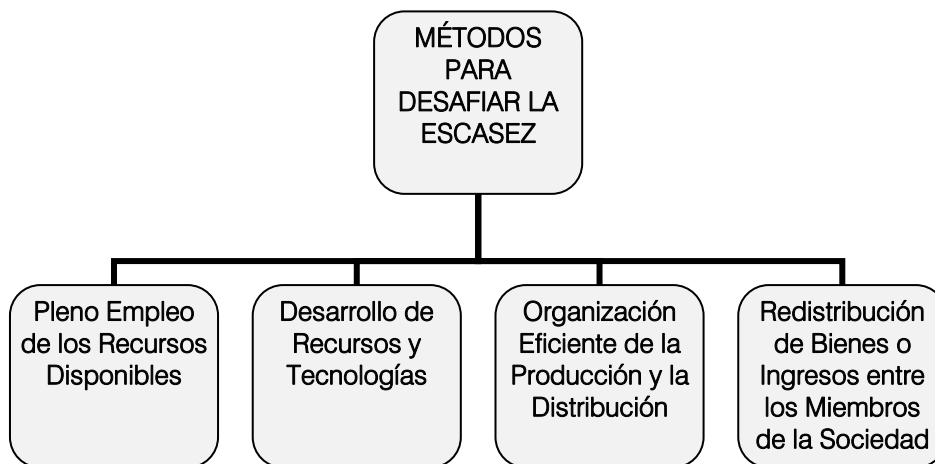 MÉTODOS
PARA
DESAFIAR LA
ESCASEZ
Pleno Empleo
de los Recursos
Disponibles
Desarrollo de
Recursos y
Tecnologías
Organización
Eficiente de la
Producción y la
Distribución
Redistribución
de Bienes o
Ingresos entre
los Miembros
de la Sociedad